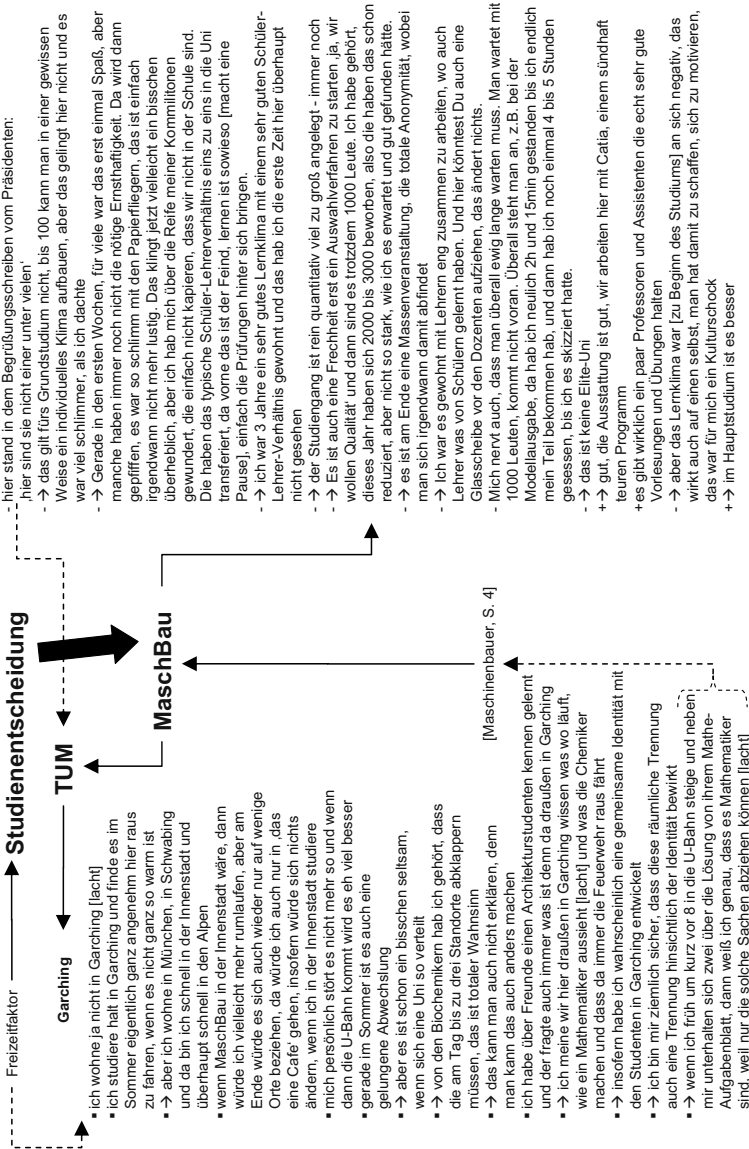 Freizeitfaktor
Studienentscheidung
Garching
TUM
MaschBau
▪ ich wohne ja nicht in Garching [lacht]
▪ ich studiere halt in Garching und finde es im
Sommer eigentlich ganz angenehm hier raus
zu fahren, wenn es nicht ganz so warm ist
▪ → aber ich wohne in München, in Schwabing
und da bin ich schnell in der Innenstadt und
überhaupt schnell in den Alpen
▪ wenn MaschBau in der Innenstadt wäre, dann
würde ich vielleicht mehr rumlaufen, aber am
Ende würde es sich auch wieder nur auf wenige
Orte beziehen, da würde ich auch nur in ‚das
eine Cafe' gehen, insofern würde sich nichts
ändern, wenn ich in der Innenstadt studiere
▪ mich persönlich stört es nicht mehr so und wenn
dann die U-Bahn kommt wird es eh viel besser
▪ gerade im Sommer ist es auch eine
gelungene Abwechslung
▪ → aber es ist schon ein bisschen seltsam,
wenn sich eine Uni so verteilt
▪ → von den Biochemikern hab ich gehört, dass
die am Tag bis zu drei Standorte abklappern
müssen, das ist totaler Wahnsinn
▪ → das kann man auch nicht erklären, denn
man kann das auch anders machen
▪ ich habe über Freunde einen Architekturstudenten kennen gelernt
und der fragte auch immer was ist denn da draußen in Garching
▪ → ich meine wir hier draußen in Garching wissen was wo läuft,
wie ein Mathematiker aussieht [lacht] und was die Chemiker
machen und dass da immer die Feuerwehr raus fährt
▪ → insofern habe ich wahrscheinlich eine gemeinsame Identität mit
den Studenten in Garching entwickelt
▪ → ich bin mir ziemlich sicher, dass diese räumliche Trennung
auch eine Trennung hinsichtlich der Identität bewirkt
▪ → wenn ich früh um kurz vor 8 in die U-Bahn steige und neben
mir unterhalten sich zwei über die Lösung von ihrem Mathe-
Aufgabenblatt, dann weiß ich genau, dass es Mathematiker
sind, weil nur die solche Sachen abziehen können [lacht]
[Maschinenbauer, S. 4]
- hier stand in dem Begrüßungsschreiben vom Präsidenten:
‚hier sind sie nicht einer unter vielen'
- → das gilt fürs Grundstudium nicht, bis 100 kann man in einer gewissen
Weise ein individuelles Klima aufbauen, aber das gelingt hier nicht und es
war viel schlimmer, als ich dachte
- → Gerade in den ersten Wochen, für viele war das erst einmal Spaß, aber
manche haben immer noch nicht die nötige Ernsthaftigkeit. Da wird dann
gepfiffen, es war so schlimm mit den Papierfliegern, das ist einfach
irgendwann nicht mehr lustig. Das klingt jetzt vielleicht ein bisschen
überheblich, aber ich hab mich über die Reife meiner Kommilitonen
gewundert, die einfach nicht kapieren, dass wir nicht in der Schule sind.
Die haben das typische Schüler-Lehrerverhältnis eins zu eins in die Uni
transferiert, da vorne das ist der Feind, lernen ist sowieso [macht eine
Pause], einfach die Prüfungen hinter sich bringen.
- → ich war 3 Jahre ein sehr gutes Lernklima mit einem sehr guten Schüler-
Lehrer-Verhältnis gewohnt und das hab ich die erste Zeit hier überhaupt
nicht gesehen
- → der Studiengang ist rein quantitativ viel zu groß angelegt - immer noch
- → Es ist auch eine Frechheit erst ein Auswahlverfahren zu starten ‚ja, wir
wollen Qualität' und dann sind es trotzdem 1000 Leute. Ich habe gehört,
dieses Jahr haben sich 2000 bis 3000 beworben, also die haben das schon
reduziert, aber nicht so stark, wie ich es erwartet und gut gefunden hätte.
- → es ist am Ende eine Massenveranstaltung, die totale Anonymität, wobei
man sich irgendwann damit abfindet
- → Ich war es gewohnt mit Lehrern eng zusammen zu arbeiten, wo auch
Lehrer was von Schülern gelernt haben. Und hier könntest Du auch eine
Glasscheibe vor den Dozenten aufziehen, das ändert nichts.
- Mich nervt auch, dass man überall ewig lange warten muss. Man wartet mit
1000 Leuten, kommt nicht voran. Überall steht man an, z.B. bei der
Modellausgabe, da hab ich neulich 2h und 15min gestanden bis ich endlich
mein Teil bekommen hab, und dann hab ich noch einmal 4 bis 5 Stunden
gesessen, bis ich es skizziert hatte.
- → das ist keine Elite-Uni
+ → gut, die Ausstattung ist gut, wir arbeiten hier mit Catia, einem sündhaft
teuren Programm
+es gibt wirklich ein paar Professoren und Assistenten die echt sehr gute
Vorlesungen und Übungen halten
- → aber das Lernklima war [zu Beginn des Studiums] an sich negativ, das
wirkt auch auf einen selbst, man hat damit zu schaffen, sich zu motivieren,
das war für mich ein Kulturschock
+ → im Hauptstudium ist es besser